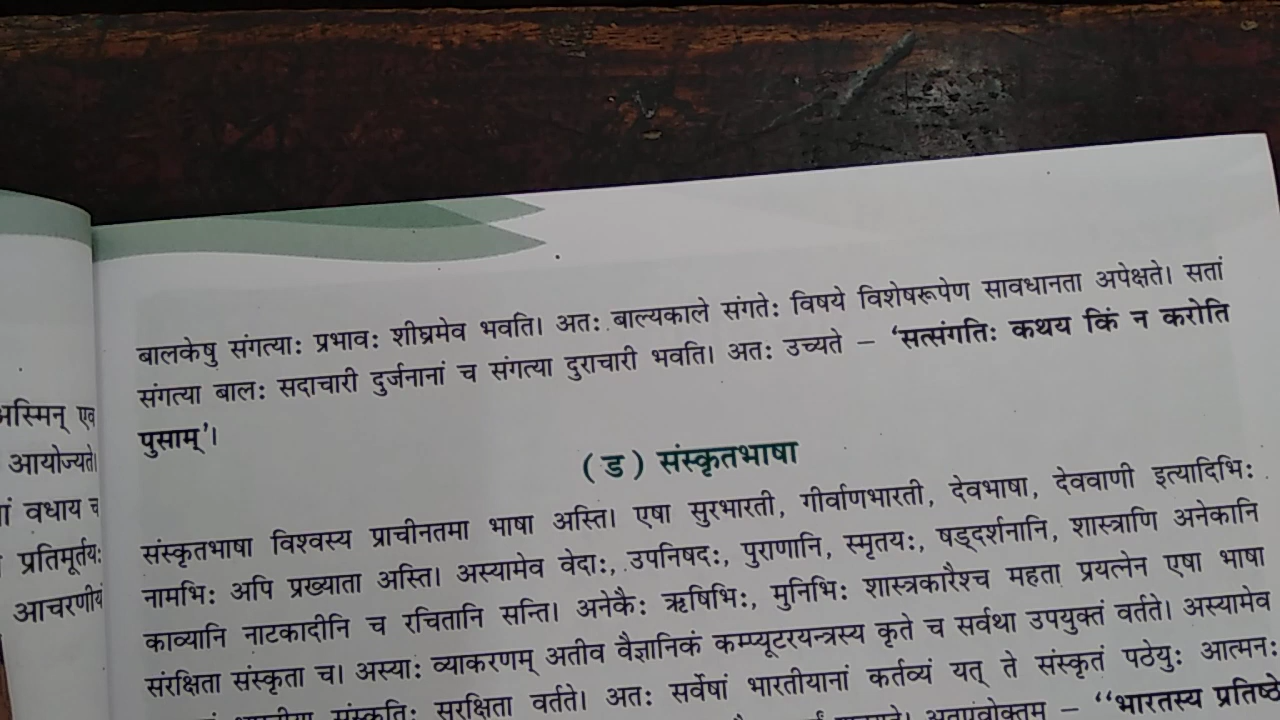 बालकेषु संगत्याः प्रभावः शीघ्रमेव भवति। अतः बाल्यकाले संगतेः विषये विशेषरूपेण सावधानता अपेक्षते। सतां
संगत्या बालः सदाचारी दुर्जनानां च संगत्या दुराचारी भवति। अतः उच्यते – ‘सत्संगतिः कथय किं न करोति
पुसाम्’।
(ड) संस्कृतभाषा
संस्कृतभाषा विश्वस्य प्राचीनतमा भाषा अस्ति। एषा सुरभारती, गीर्वाणभारती, देवभाषा, देववाणी इत्यादिभिः
नामभिः अपि प्रख्याता अस्ति। अस्यामेव वेदाः, उपनिषदः, पुराणानि, स्मृतयः, षड्दर्शनानि, शास्त्राणि अनेकानि
काव्यानि नाटकादीनि च रचितानि सन्ति। अनेकैः ऋषिभिः, मुनिभिः शास्त्रकारैश्च महता प्रयत्नेन एषा भाषा
संरक्षिता संस्कृता च। अस्याः व्याकरणम् अतीव वैज्ञानिकं कम्प्यूटरयन्त्रस्य कृते च सर्वथा उपयुक्तं वर्तते। अस्यामेव
संस्कृतिः सुरक्षिता वर्तते। अतः सर्वेषां भारतीयानां कर्तव्यं यत् ते संस्कृतं पठेयुः आत्मनः
– “भारतस्य प्रतिष्ठे
अस्मिन् एव
आयोज्यते।
वधाय च
प्रतिमूर्तयः